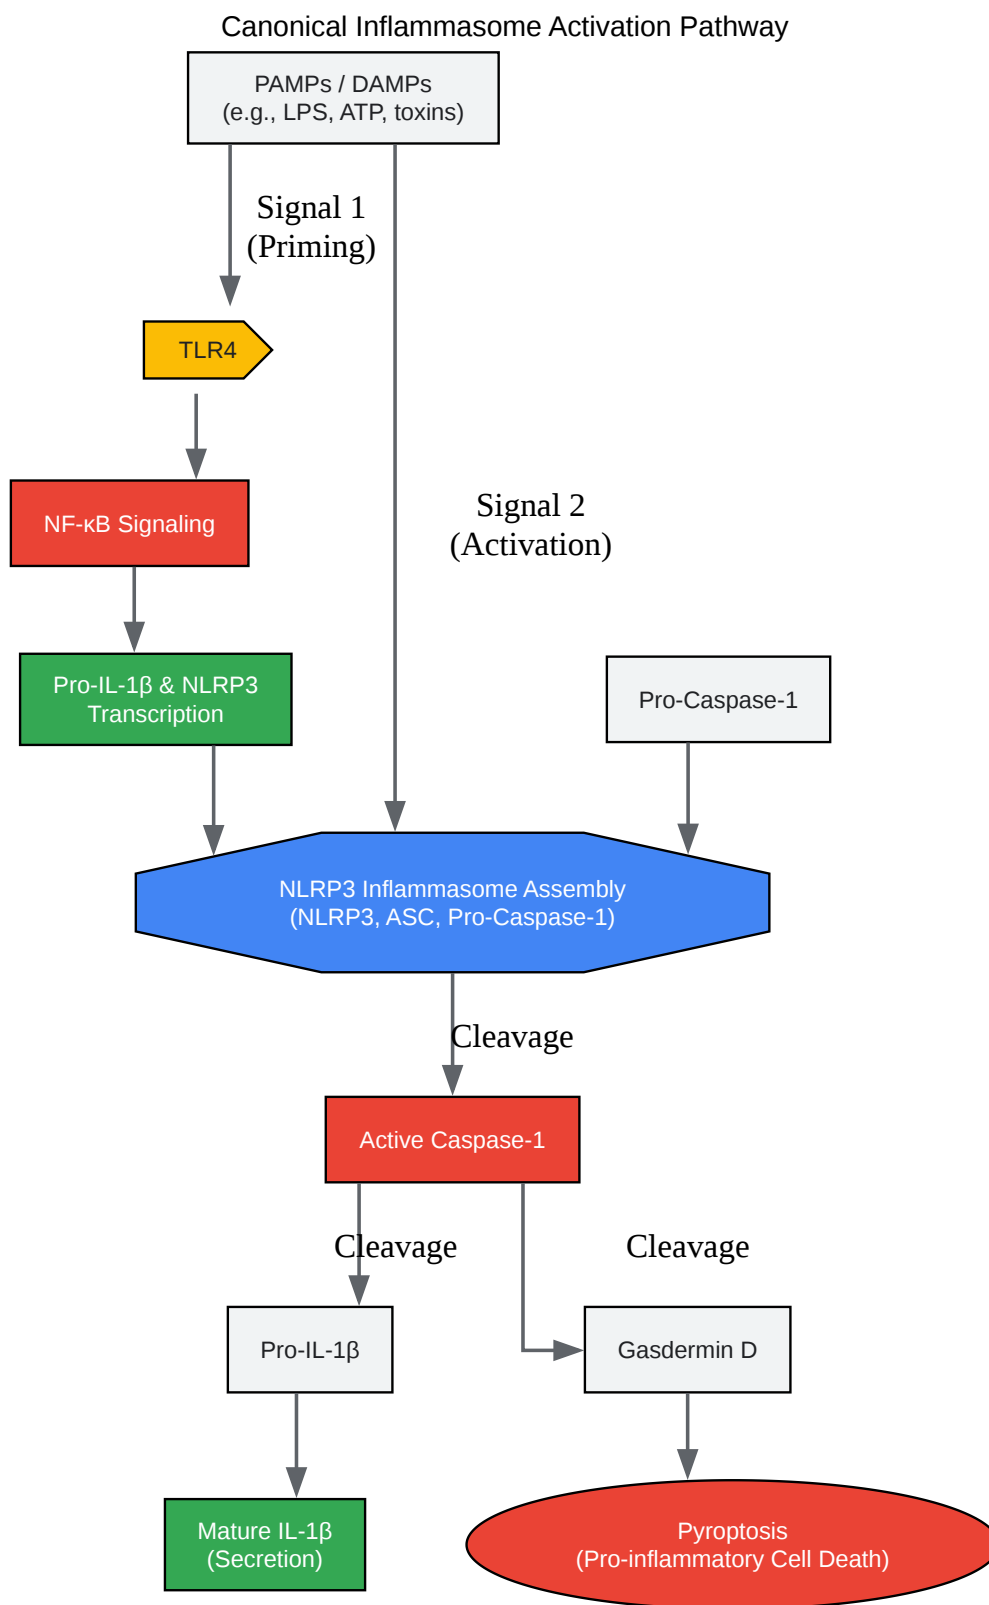 Canonical Inflammasome Activation Pathway
PAMPs / DAMPs
(e.g., LPS, ATP, toxins)
Signal 1
(Priming)
TLR4
NF-κB Signaling
Signal 2
(Activation)
Pro-IL-1β & NLRP3
Transcription
Pro-Caspase-1
NLRP3 Inflammasome Assembly
(NLRP3, ASC, Pro-Caspase-1)
Cleavage
Active Caspase-1
Cleavage
Cleavage
Pro-IL-1β
Gasdermin D
Mature IL-1β
(Secretion)
Pyroptosis
(Pro-inflammatory Cell Death)